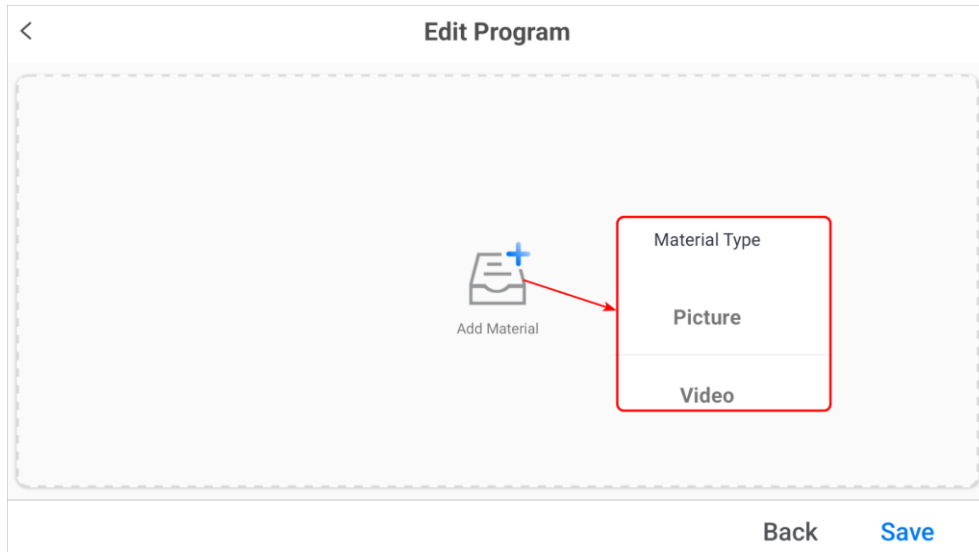 Edit Program
Add Material
Material Type
Picture
Video
Back
Save